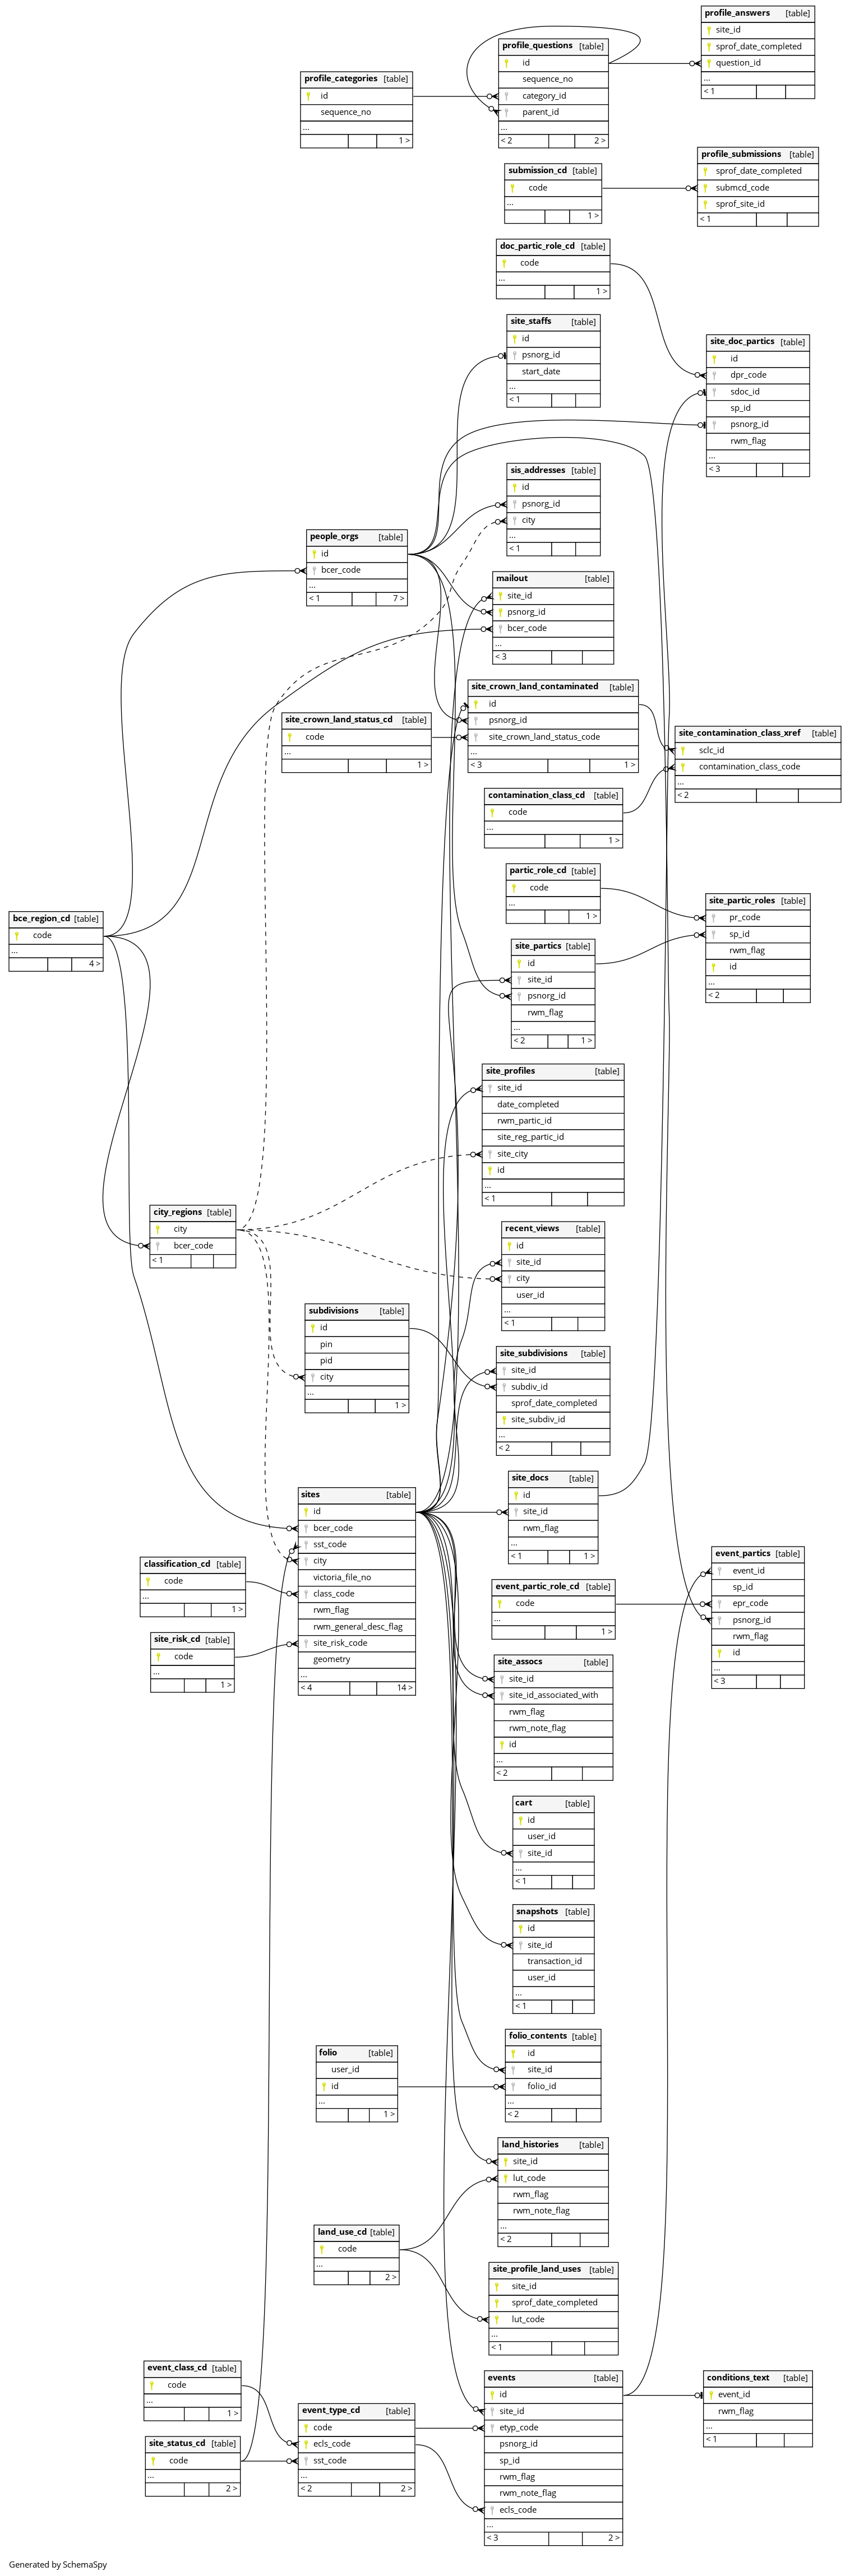 profile_answers [table]
site_id
sprof_date_completed
question_id
...
< 1
profile_questions [table]
id
sequence_no
category_id
parent_id
...
< 2 2 >
profile_categories [table]
id
sequence_no
...
1 >
profile_submissions [table]
sprof_date_completed
submcd_code
sprof_site_id
< 1
submission_cd [table]
code
...
1 >
doc_partic_role_cd [table]
code
...
1 >
site_staffs [table]
id
psnorg_id
start_date
...
< 1
site_doc_partics [table]
id
dpr_code
sdoc_id
sp_id
psnorg_id
rwm_flag
...
< 3
sis_addresses [table]
id
psnorg_id
city
...
< 1
people_orgs [table]
id
bcer_code
...
< 1 7 >
mailout [table]
site_id
psnorg_id
bcer_code
...
< 3
site_crown_land_contaminated [table]
id
psnorg_id
site_crown_land_status_code
...
< 3 1 >
site_crown_land_status_cd [table]
code
...
1 >
site_contamination_class_xref [table]
sclc_id
contamination_class_code
...
< 2
contamination_class_cd [table]
code
...
1 >
partic_role_cd [table]
code
...
1 >
site_partic_roles [table]
pr_code
sp_id
rwm_flag
id
...
< 2
bce_region_cd [table]
code
...
4 >
site_partics [table]
id
site_id
psnorg_id
rwm_flag
...
< 2 1 >
site_profiles [table]
site_id
date_completed
rwm_partic_id
site_reg_partic_id
site_city
id
...
< 1
city_regions [table]
city
bcer_code
< 1
recent_views [table]
id
site_id
city
user_id
...
< 1
subdivisions [table]
id
pin
pid
city
...
1 >
site_subdivisions [table]
site_id
subdiv_id
sprof_date_completed
site_subdiv_id
...
< 2
site_docs [table]
id
site_id
rwm_flag
...
< 1 1 >
sites [table]
id
bcer_code
sst_code
city
victoria_file_no
class_code
rwm_flag
rwm_general_desc_flag
site_risk_code
geometry
...
< 4 14 >
classification_cd [table]
code
...
1 >
site_risk_cd [table]
code
...
1 >
event_partics [table]
event_id
sp_id
epr_code
psnorg_id
rwm_flag
id
...
< 3
event_partic_role_cd [table]
code
...
1 >
site_assocs [table]
site_id
site_id_associated_with
rwm_flag
rwm_note_flag
id
...
< 2
cart [table]
id
user_id
site_id
...
< 1
snapshots [table]
id
site_id
transaction_id
user_id
...
< 1
folio_contents [table]
id
site_id
folio_id
...
< 2
folio [table]
user_id
id
...
1 >
land_histories [table]
site_id
lut_code
rwm_flag
rwm_note_flag
...
< 2
land_use_cd [table]
code
...
2 >
site_profile_land_uses [table]
site_id
sprof_date_completed
lut_code
...
< 1
event_class_cd [table]
code
...
1 >
site_status_cd [table]
code
...
2 >
event_type_cd [table]
code
ecls_code
sst_code
...
< 2 2 >
events [table]
id
site_id
etyp_code
psnorg_id
sp_id
rwm_flag
rwm_note_flag
ecls_code
...
< 3 2 >
conditions_text [table]
event_id
rwm_flag
...
< 1
Generated by SchemaSpy